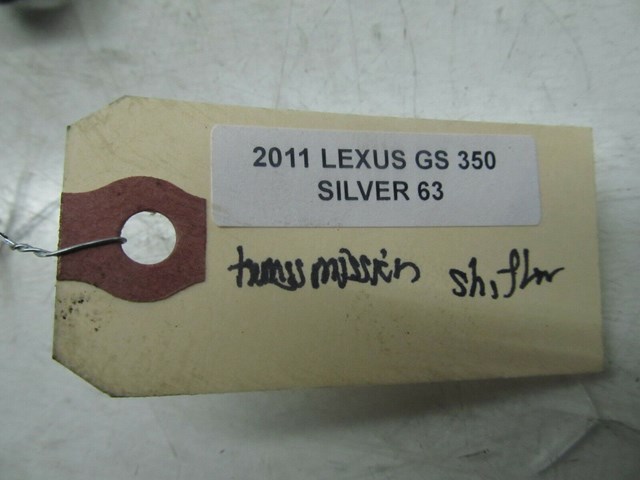 2011 LEXUS GS 350
SILVER 63
transmission shifter